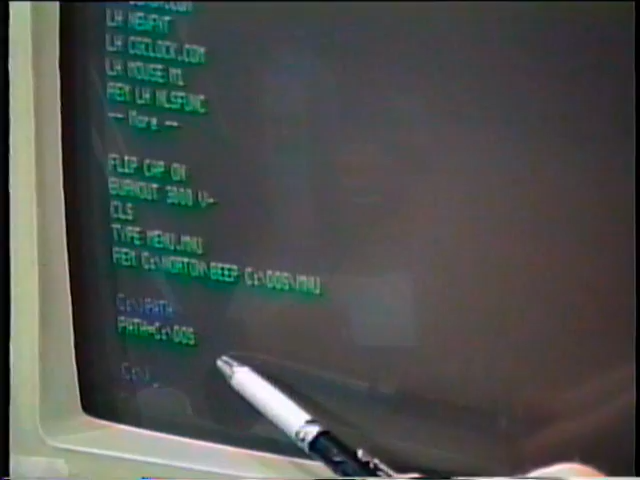 LH NEWFNT
LH CGCLOCK.COM
LH MOUSE M1
REM LH NLSFUNC
-- More --
FLIP CAP ON
BURNOUT 3000 V-
CLS
TYPE MENU.MNU
REM C:\NORTON\BEEP C:\DOS\MNU
C:\)PATH
PATH=C:\DOS
C:\)_